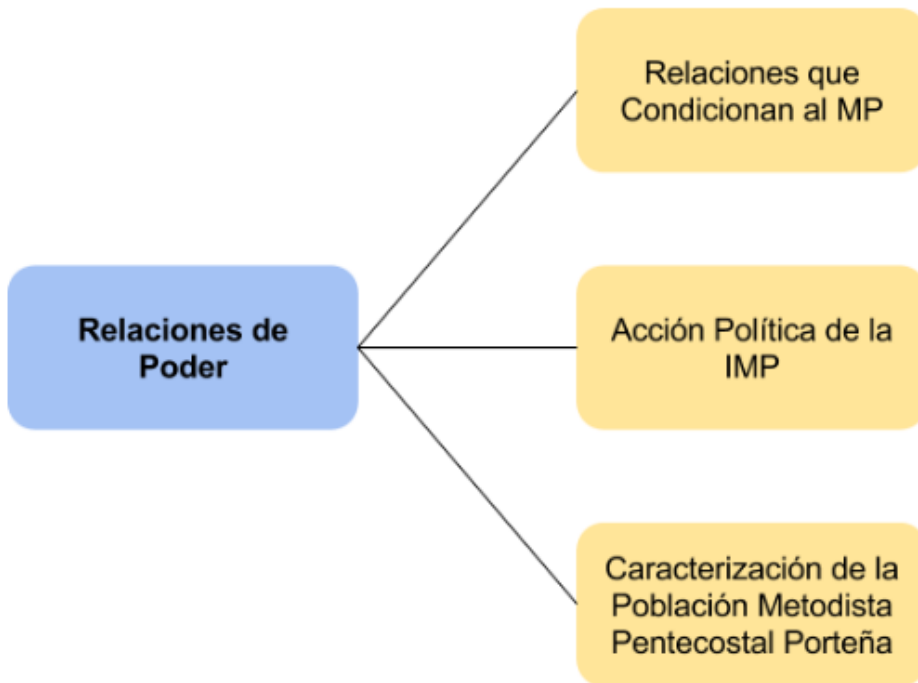 Relaciones que
Condicionan al MP
Relaciones de
Poder
Acción Política de la
IMP
Caracterización de la
Población Metodista
Pentecostal Porteña